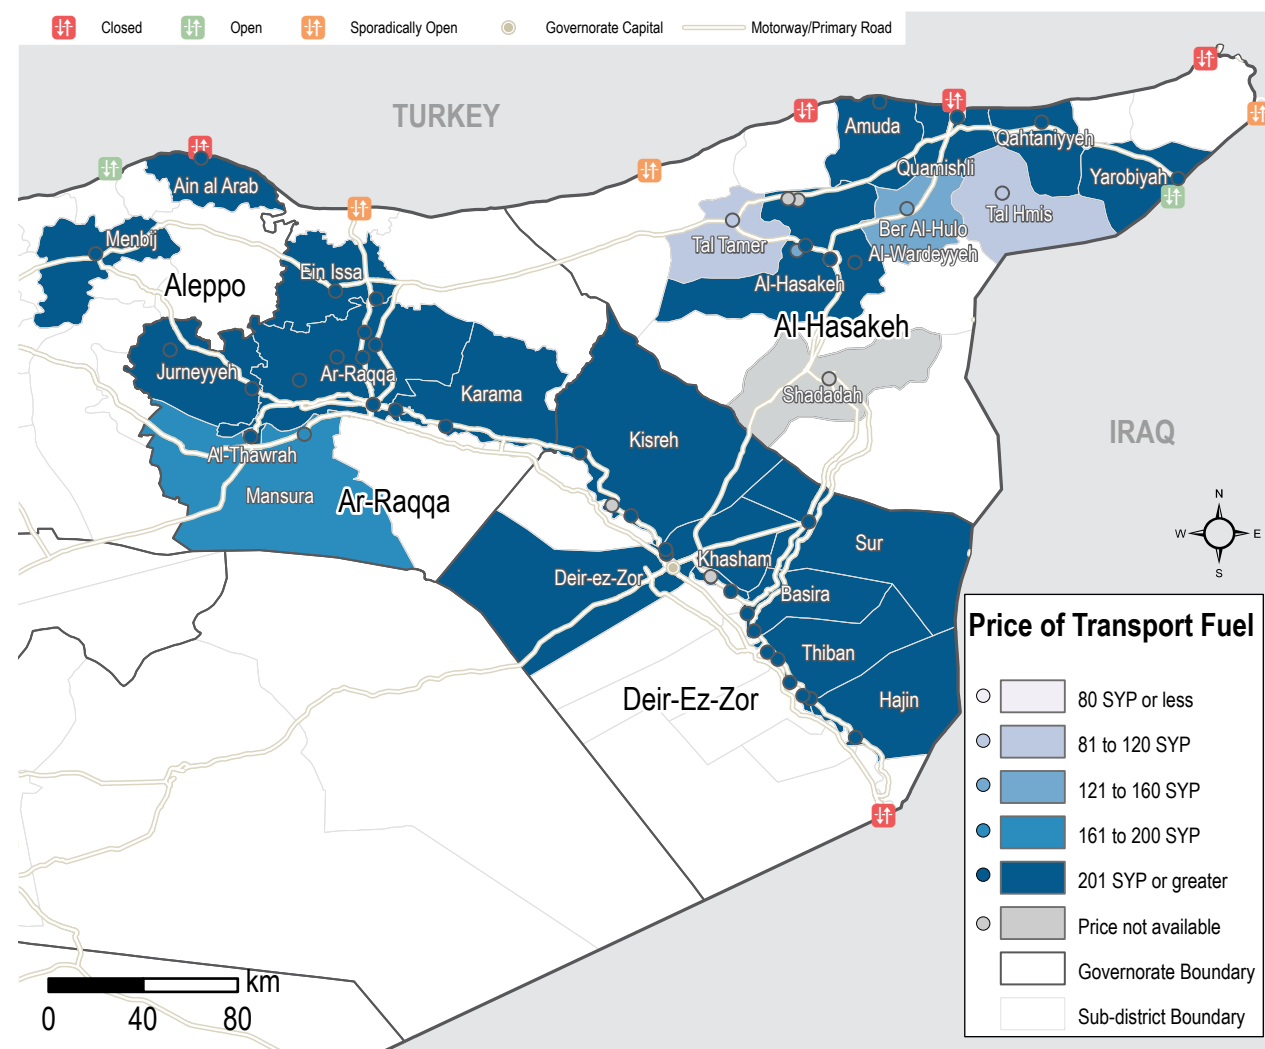 Closed Open Sporadically Open Governorate Capital Motorway/Primary Road
TURKEY
Amuda
Qahtaniyyeh
Quamishli
Yarobiyah
Ain al Arab
Tal Hmis
Ber Al-Hulo
Al-Wardeyyeh
Menbij
Tal Tamer
Ein Issa
Aleppo
Al-Hasakeh
Al-Hasakeh
Jurneyyeh
Ar-Raqqa
Karama
Shadadah
IRAQ
Kisreh
Al-Thawrah
Mansura
Ar-Raqqa
N
W E
S
Sur
Khasham
Deir-ez-Zor
Basira
Thiban
Deir-Ez-Zor
Hajin
Price of Transport Fuel
80 SYP or less
81 to 120 SYP
121 to 160 SYP
161 to 200 SYP
201 SYP or greater
Price not available
Governorate Boundary
Sub-district Boundary
km
0 40 80